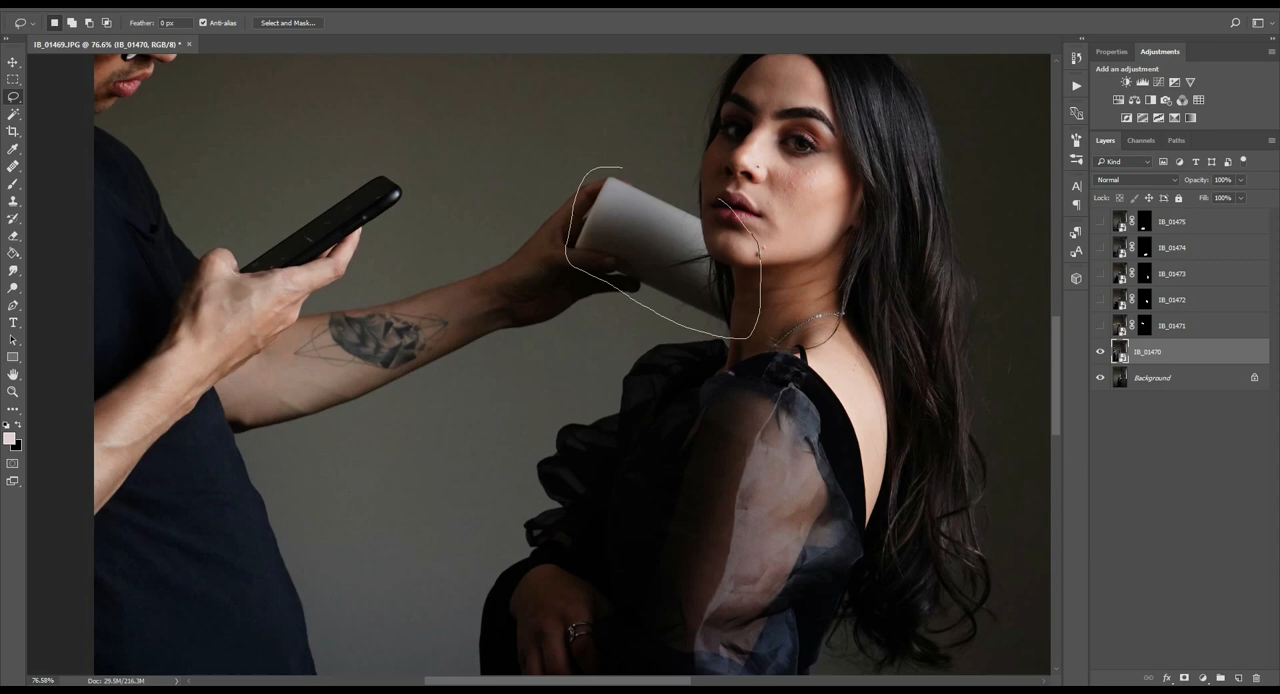 Feather: 0 px Anti-alias Select and Mask...
IB_01469.JPG @ 76.6% (IB_01470, RGB/8) * ×
Properties Adjustments
Add an adjustment
Layers Channels Paths
Kind
Normal Opacity: 100%
Lock: Fill: 100%
IB_01475
IB_01474
IB_01473
IB_01472
IB_01471
IB_01470
Background
76.58% Doc: 29.5M/216.3M